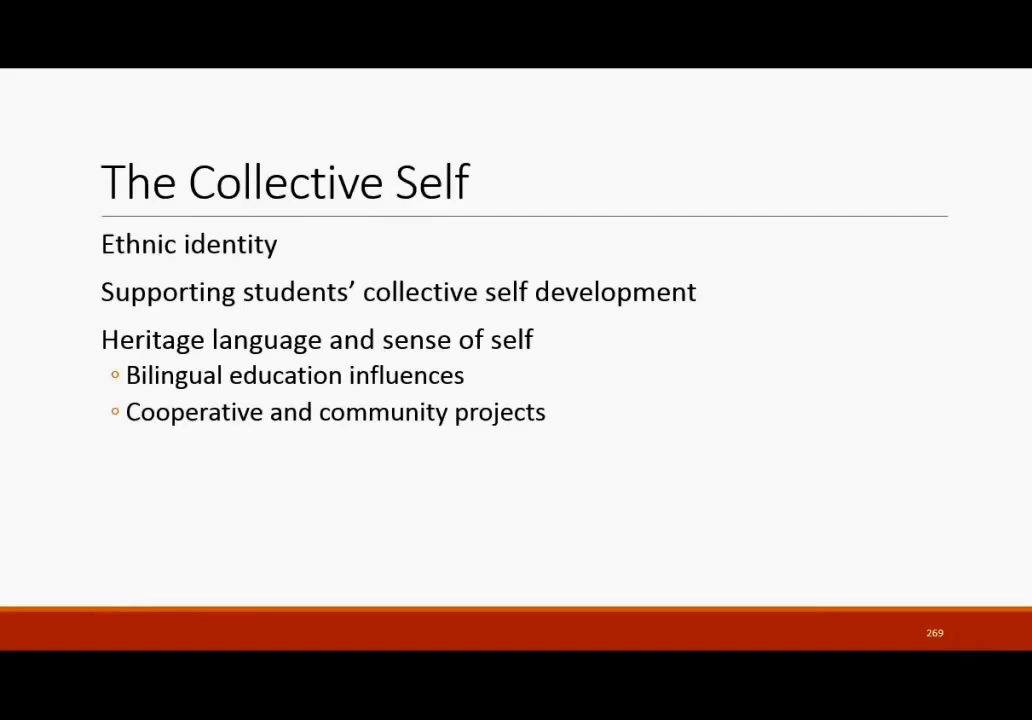 The Collective Self
Ethnic identity
Supporting students’ collective self development
Heritage language and sense of self
Bilingual education influences
Cooperative and community projects
269